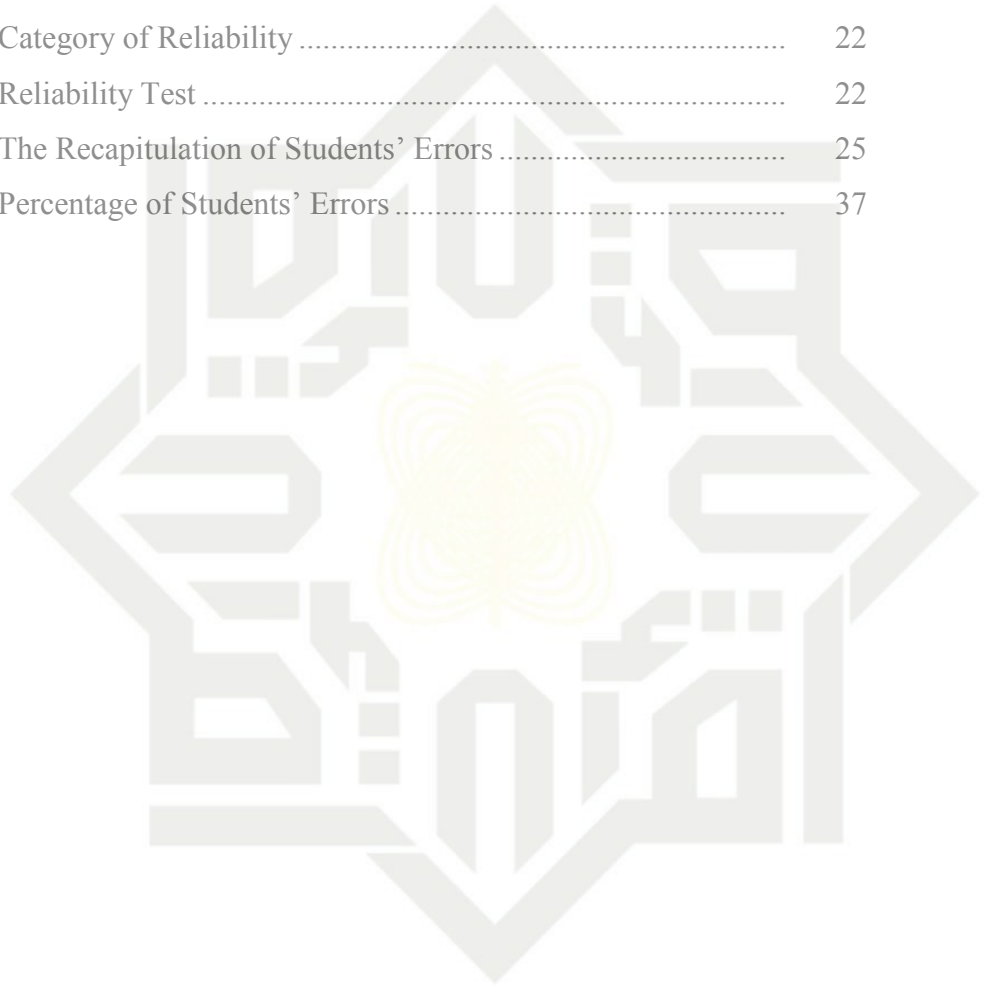 Category of Reliability ............................................................ 22
Reliability Test ........................................................................ 22
The Recapitulation of Students’ Errors .................................... 25
Percentage of Students’ Errors ................................................. 37